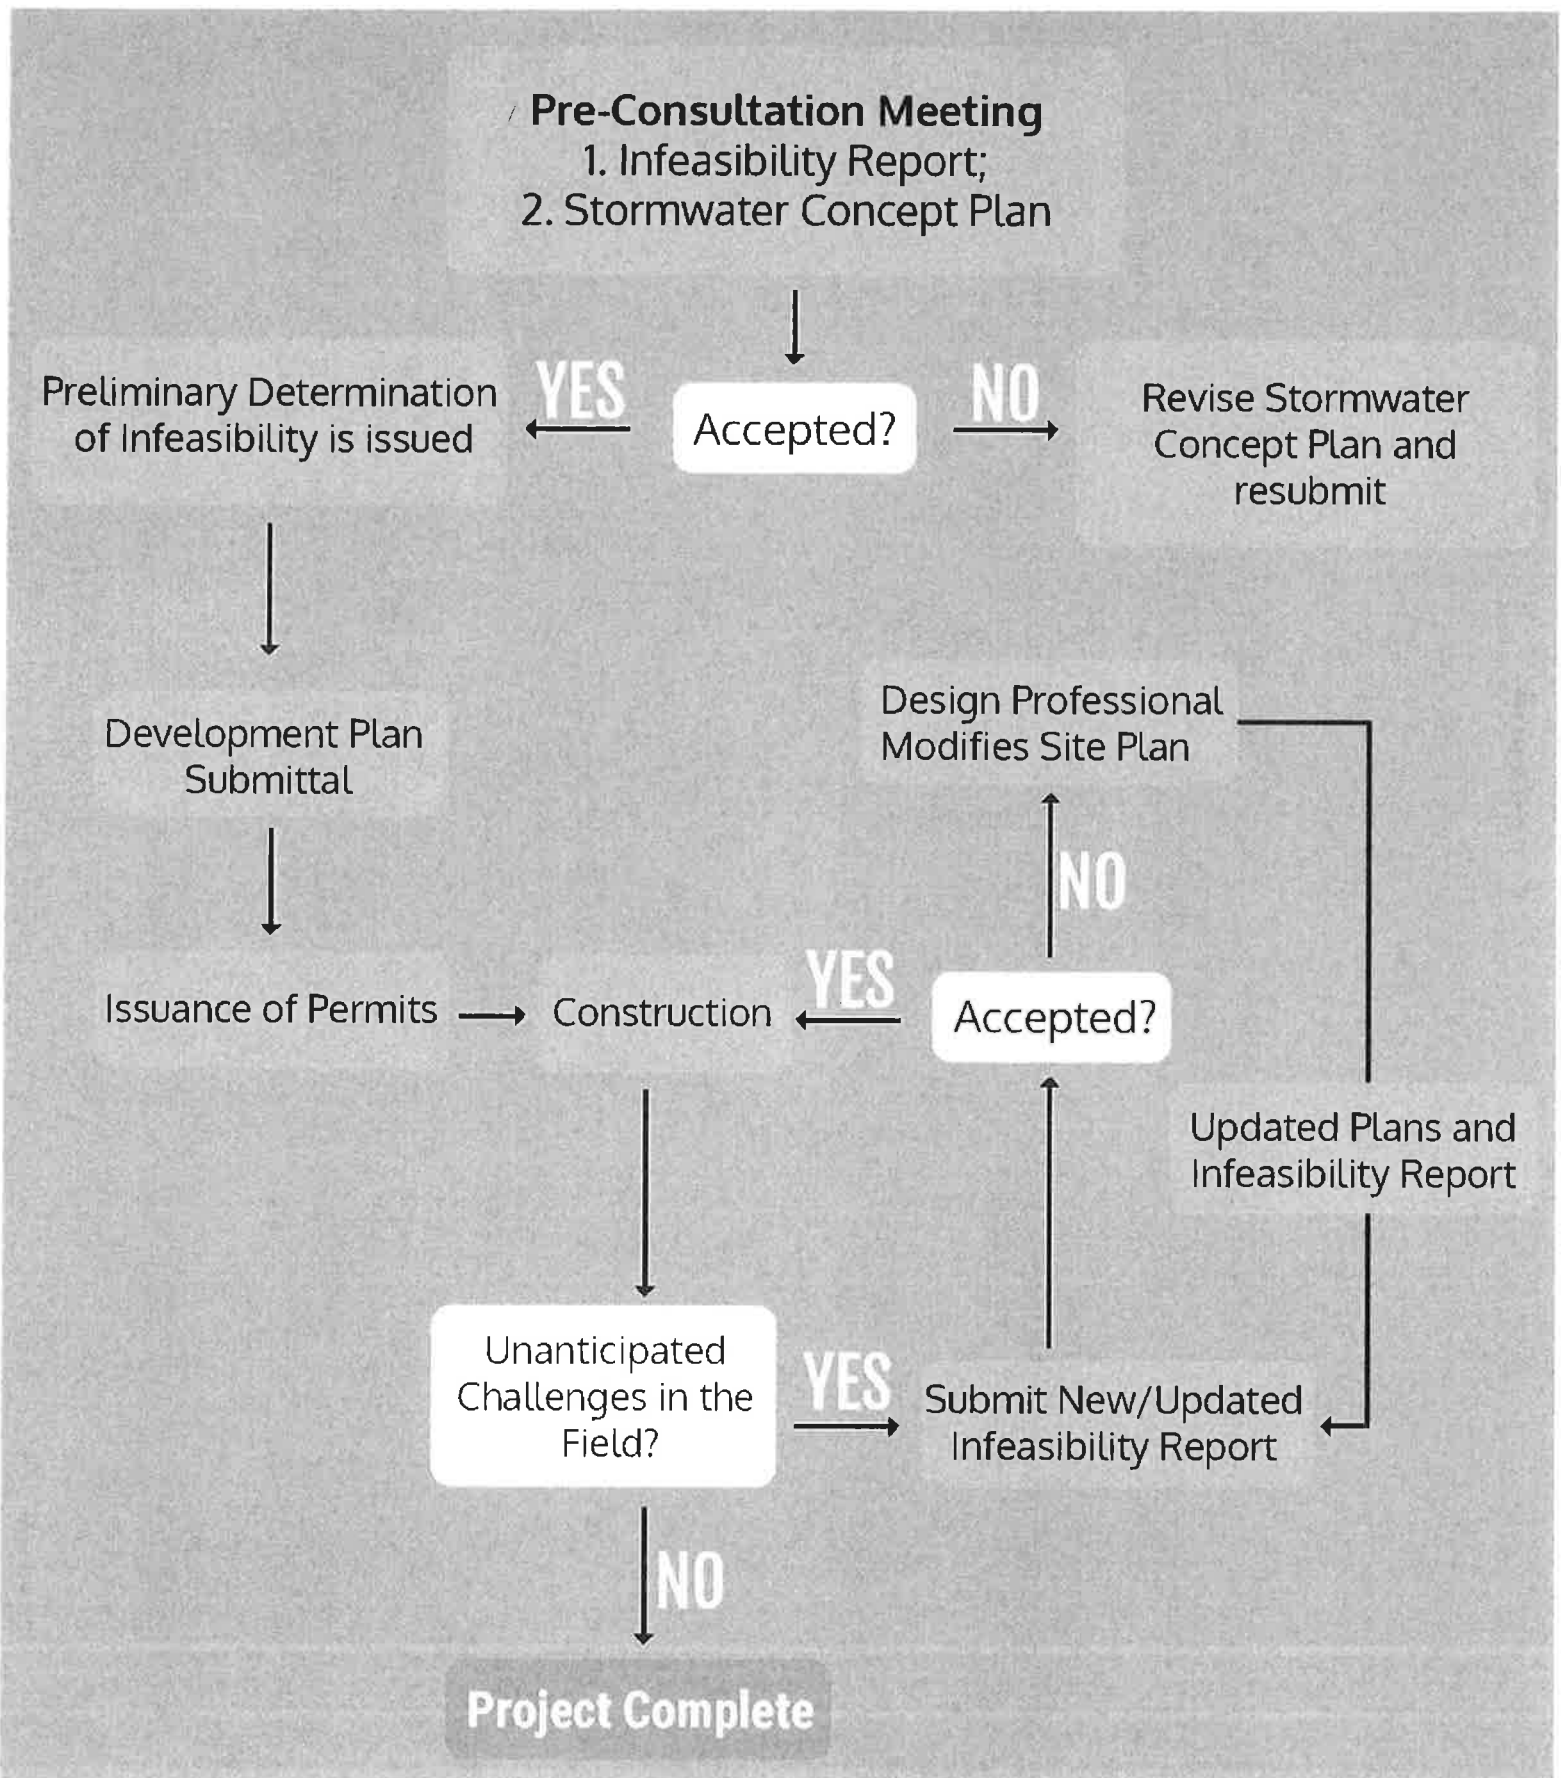 Pre-Consultation Meeting
1. Infeasibility Report;
2. Stormwater Concept Plan
YES
NO
Preliminary Determination
of Infeasibility is issued
Accepted?
Revise Stormwater
Concept Plan and
resubmit
Development Plan
Submittal
Design Professional
Modifies Site Plan
NO
Issuance of Permits
Construction
YES
Accepted?
Updated Plans and
Infeasibility Report
Unanticipated
Challenges in the
Field?
YES
Submit New/Updated
Infeasibility Report
NO
Project Complete